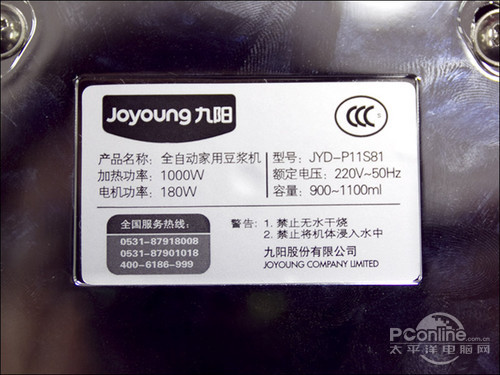 Joyoung 九阳
CCC
S
产品名称: 全自动家用豆浆机
型号: JYD-P11S81
加热功率: 1000W
额定电压: 220V~50Hz
电机功率: 180W
容量: 900~1100ml
全国服务热线:
0531-87918008
0531-87901018
400-6186-999
警告: 1. 禁止无水干烧
2. 禁止将机体浸入水中
九阳股份有限公司
JOYOUNG COMPANY LIMITED
PConline.com.cn
太平洋电脑网